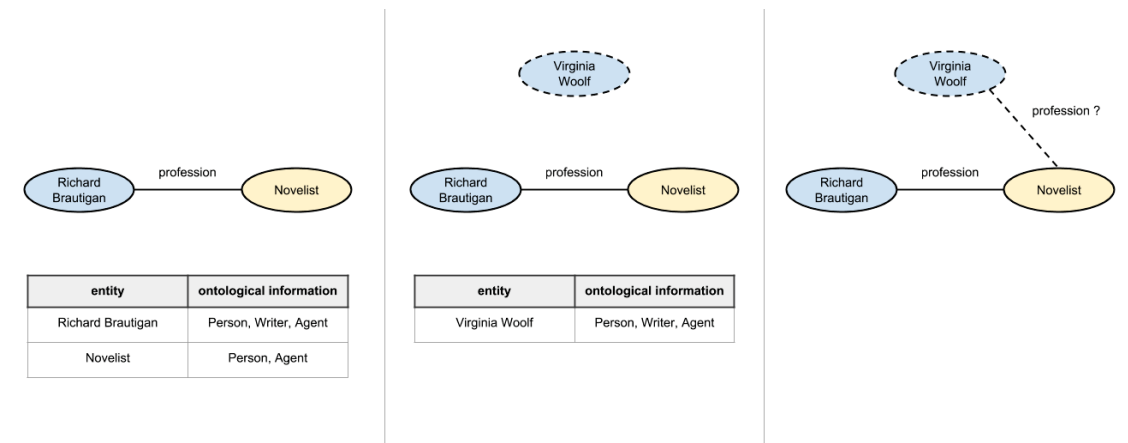 Richard
Brautigan
profession
Novelist
entity ontological information
Richard Brautigan Person, Writer, Agent
Novelist Person, Agent
Virginia
Woolf
Richard
Brautigan
profession
Novelist
entity ontological information
Virginia Woolf Person, Writer, Agent
Virginia
Woolf
profession ?
Richard
Brautigan
profession
Novelist